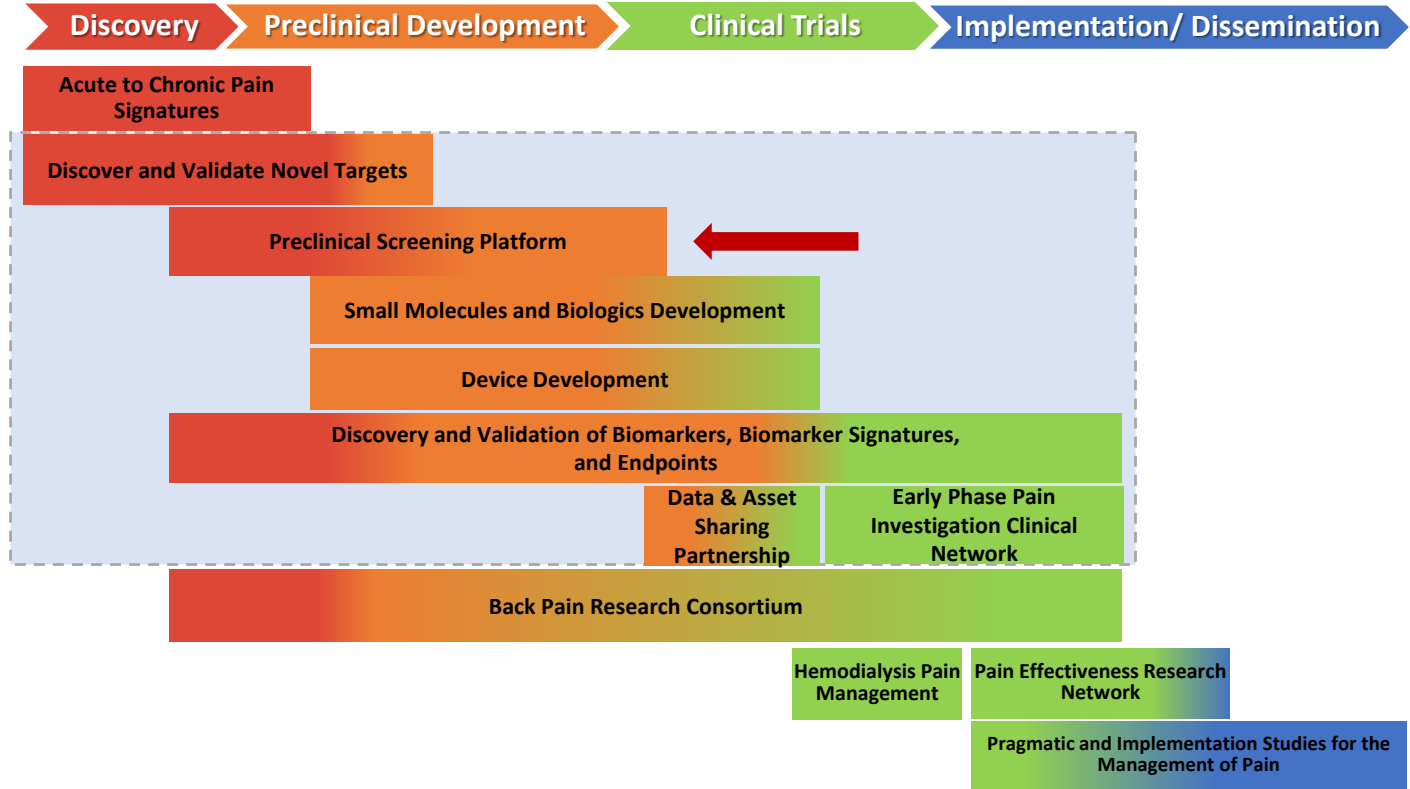 Discovery
Preclinical Development
Clinical Trials
Implementation/ Dissemination
Acute to Chronic Pain
Signatures
Discover and Validate Novel Targets
Preclinical Screening Platform
Small Molecules and Biologics Development
Device Development
Discovery and Validation of Biomarkers, Biomarker Signatures,
and Endpoints
Data & Asset
Sharing
Partnership
Early Phase Pain
Investigation Clinical
Network
Back Pain Research Consortium
Hemodialysis Pain
Management
Pain Effectiveness Research
Network
Pragmatic and Implementation Studies for the
Management of Pain